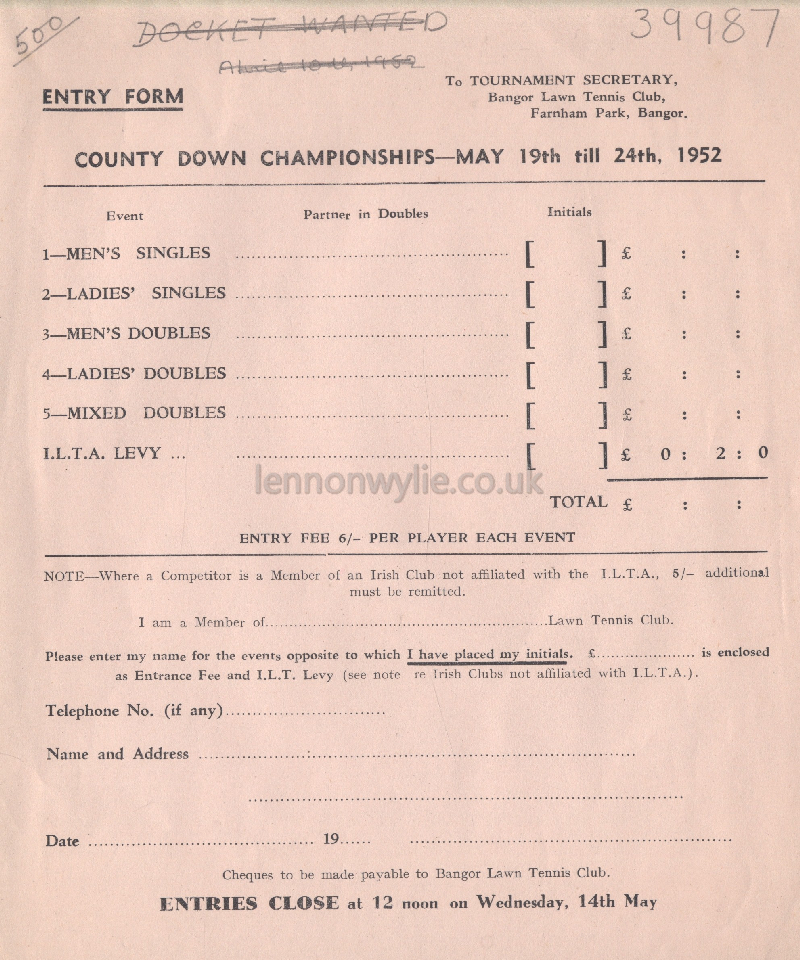 500
DOCKET WANTED
39987
ENTRY FORM
To TOURNAMENT SECRETARY,
Bangor Lawn Tennis Club,
Farnham Park, Bangor.
COUNTY DOWN CHAMPIONSHIPS—MAY 19th till 24th, 1952
Event Partner in Doubles Initials
1—MEN'S SINGLES .......... [ ] £ : :
2—LADIES' SINGLES .......... [ ] £ : :
3—MEN'S DOUBLES .......... [ ] £ : :
4—LADIES' DOUBLES .......... [ ] £ : :
5—MIXED DOUBLES .......... [ ] £ : :
I.L.T.A. LEVY ... .......... [ ] £ 0 : 2 : 0
lennonwylie.co.uk
TOTAL £ : :
ENTRY FEE 6/– PER PLAYER EACH EVENT
NOTE—Where a Competitor is a Member of an Irish Club not affiliated with the I.L.T.A., 5/– additional
must be remitted.
I am a Member of..........Lawn Tennis Club.
Please enter my name for the events opposite to which I have placed my initials. £.......... is enclosed
as Entrance Fee and I.L.T. Levy (see note re Irish Clubs not affiliated with I.L.T.A.).
Telephone No. (if any)..........
Name and Address ..........
Date .......... 19...... ..........
Cheques to be made payable to Bangor Lawn Tennis Club.
ENTRIES CLOSE at 12 noon on Wednesday, 14th May